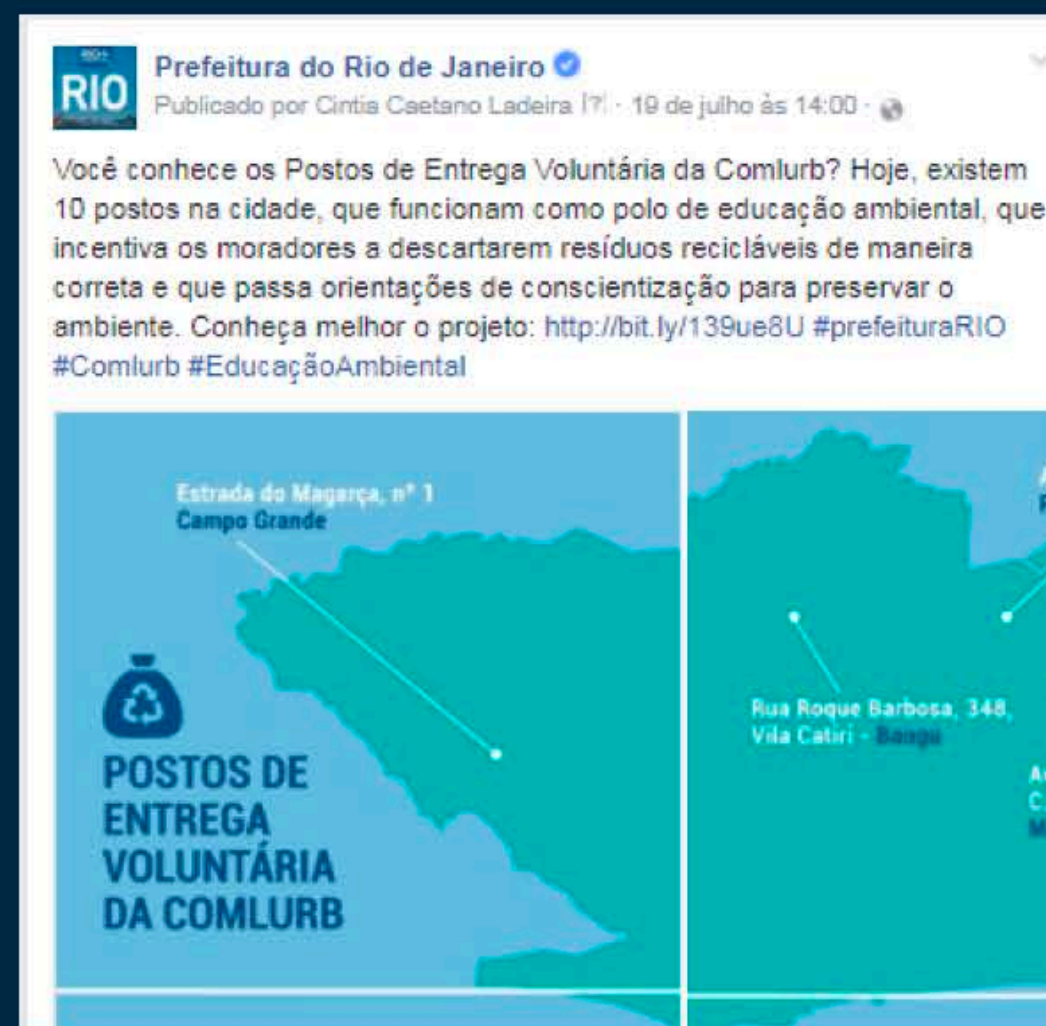 RIO
Prefeitura do Rio de Janeiro
Publicado por Cintia Caetano Ladeira [?] · 19 de julho às 14:00 ·
Você conhece os Postos de Entrega Voluntária da Comlurb? Hoje, existem
10 postos na cidade, que funcionam como polo de educação ambiental, que
incentiva os moradores a descartarem resíduos recicláveis de maneira
correta e que passa orientações de conscientização para preservar o
ambiente. Conheça melhor o projeto: http://bit.ly/139ue8U #prefeituraRIO
#Comlurb #EducaçãoAmbiental
Estrada do Magarça, nº 1
Campo Grande
POSTOS DE
ENTREGA
VOLUNTÁRIA
DA COMLURB
Rua Roque Barbosa, 348,
Vila Catiri - Bangu